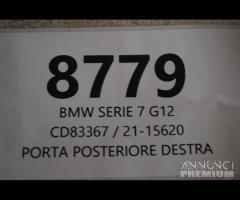 8779
BMW SERIE 7 G12
CD83367 / 21-15620
PORTA POSTERIORE DESTRA
ANNUNCI
PREMIUM